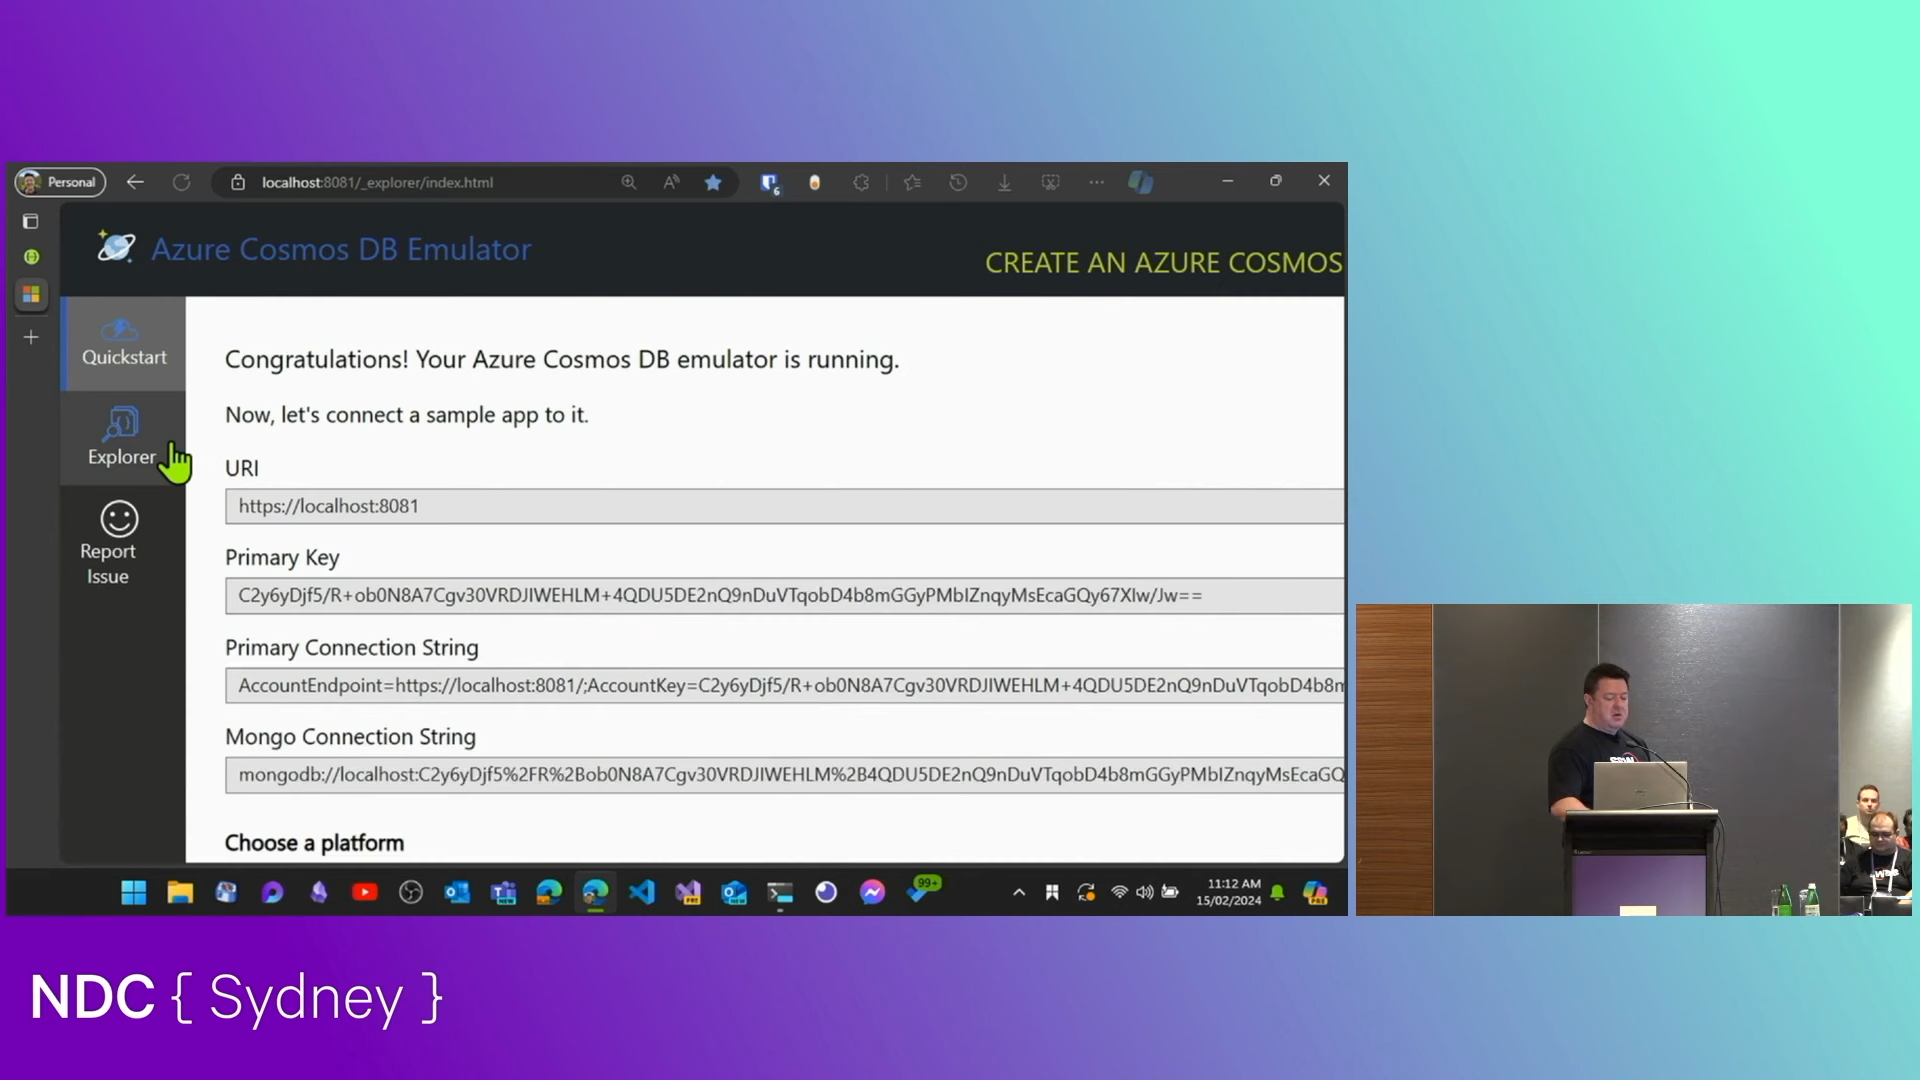 Personal
localhost:8081/_explorer/index.html
6
Azure Cosmos DB Emulator
CREATE AN AZURE COSMOS
Quickstart
Explorer
Report
Issue
Congratulations! Your Azure Cosmos DB emulator is running.
Now, let's connect a sample app to it.
URI
https://localhost:8081
Primary Key
C2y6yDjf5/R+ob0N8A7Cgv30VRDJIWEHLM+4QDU5DE2nQ9nDuVTqobD4b8mGGyPMbIZnqyMsEcaGQy67XIw/Jw==
Primary Connection String
AccountEndpoint=https://localhost:8081/;AccountKey=C2y6yDjf5/R+ob0N8A7Cgv30VRDJIWEHLM+4QDU5DE2nQ9nDuVTqobD4b8m
Mongo Connection String
mongodb://localhost:C2y6yDjf5%2FR%2Bob0N8A7Cgv30VRDJIWEHLM%2B4QDU5DE2nQ9nDuVTqobD4b8mGGyPMbIZnqyMsEcaGQ
Choose a platform
99+
11:12 AM
15/02/2024
NDC { Sydney }